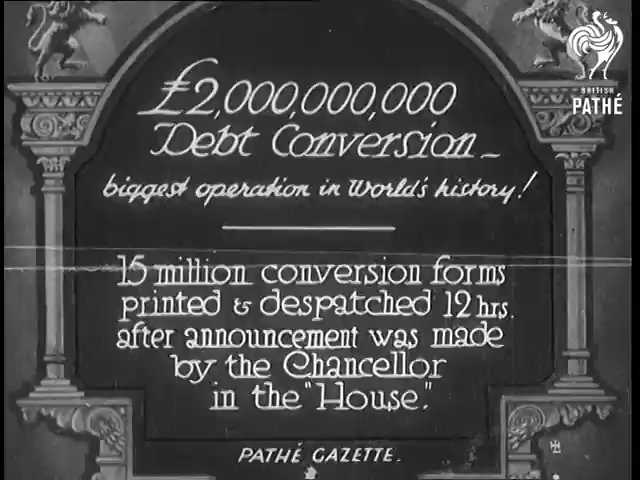 £2,000,000,000
Debt Conversion_
biggest operation in World's history!
15 million conversion forms
printed & despatched 12 hrs.
after announcement was made
by the Chancellor
in the "House."
PATHÉ GAZETTE.
BRITISH
PATHÉ